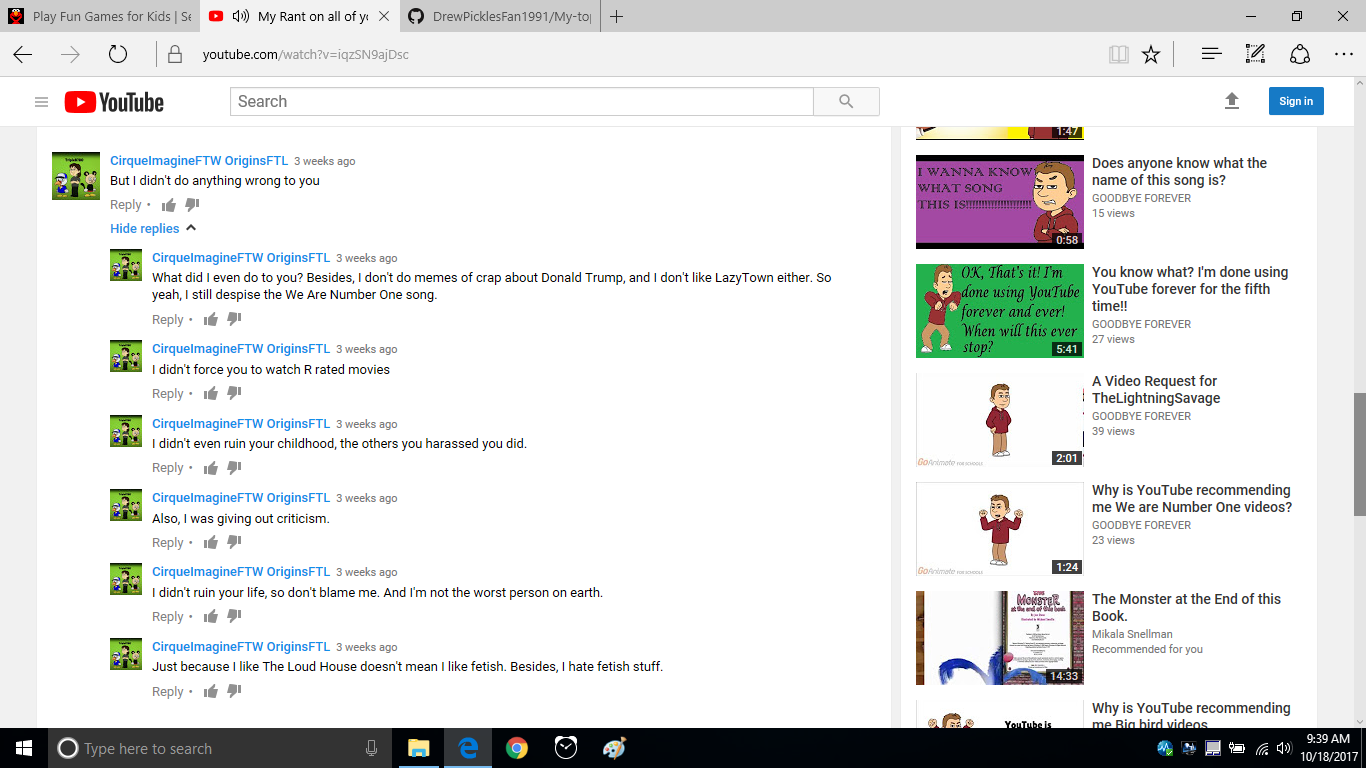 Play Fun Games for Kids | Se
My Rant on all of yo
DrewPicklesFan1991/My-top
youtube.com/watch?v=iqzSN9ajDsc
YouTube
Search
Sign in
CirqueImagineFTW OriginsFTL 3 weeks ago
But I didn't do anything wrong to you
Reply •
Hide replies
CirqueImagineFTW OriginsFTL 3 weeks ago
What did I even do to you? Besides, I don't do memes of crap about Donald Trump, and I don't like LazyTown either. So
yeah, I still despise the We Are Number One song.
Reply •
CirqueImagineFTW OriginsFTL 3 weeks ago
I didn't force you to watch R rated movies
Reply •
CirqueImagineFTW OriginsFTL 3 weeks ago
I didn't even ruin your childhood, the others you harassed you did.
Reply •
CirqueImagineFTW OriginsFTL 3 weeks ago
Also, I was giving out criticism.
Reply •
CirqueImagineFTW OriginsFTL 3 weeks ago
I didn't ruin your life, so don't blame me. And I'm not the worst person on earth.
Reply •
CirqueImagineFTW OriginsFTL 3 weeks ago
Just because I like The Loud House doesn't mean I like fetish. Besides, I hate fetish stuff.
Reply •
1:47
I WANNA KNOW
WHAT SONG
THIS IS!!!!!!!!!!!!!!!!!!!!!
0:58
Does anyone know what the
name of this song is?
GOODBYE FOREVER
15 views
OK, That's it! I'm
done using YouTube
forever and ever!
When will this ever
stop?
5:41
You know what? I'm done using
YouTube forever for the fifth
time!!
GOODBYE FOREVER
27 views
GoAnimate FOR SCHOOLS
2:01
A Video Request for
TheLightningSavage
GOODBYE FOREVER
39 views
GoAnimate FOR SCHOOLS
1:24
Why is YouTube recommending
me We are Number One videos?
GOODBYE FOREVER
23 views
MONSTER
at the end of this book
14:33
The Monster at the End of this
Book.
Mikala Snellman
Recommended for you
YouTube is
Why is YouTube recommending
me Big bird videos
Type here to search
9:39 AM
10/18/2017